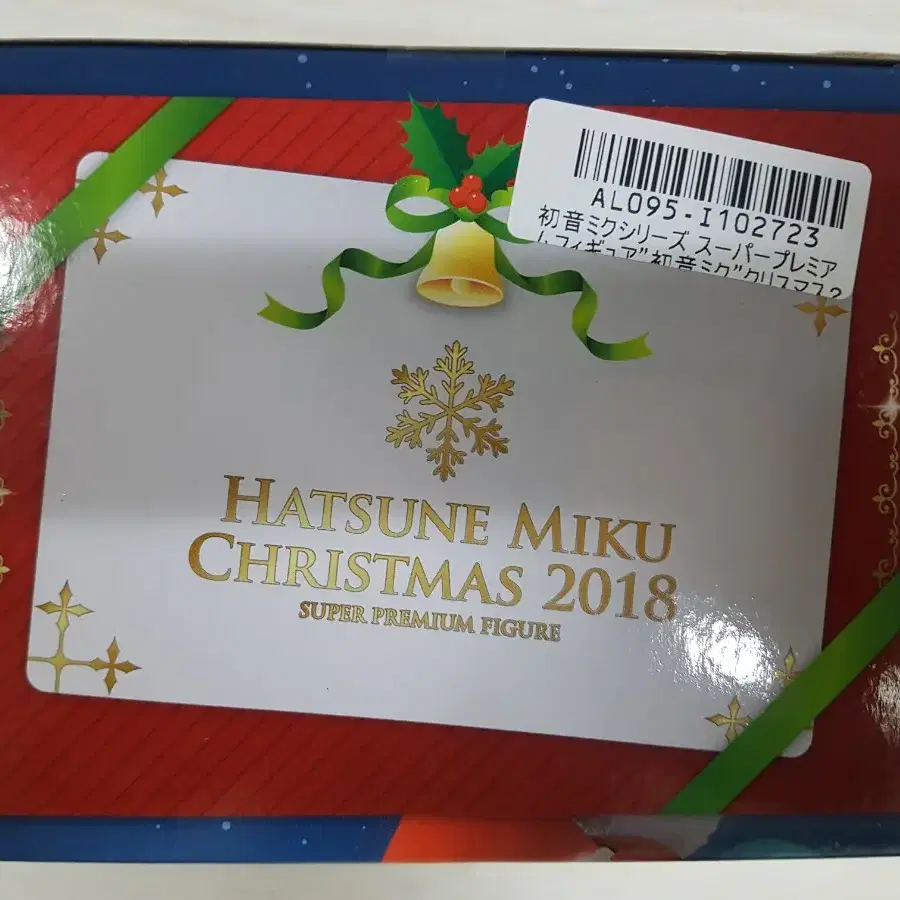 AL095-I102723
初音ミクシリーズ スーパープレミア
ムフィギュア"初音ミク"クリスマス2
HATSUNE MIKU
CHRISTMAS 2018
SUPER PREMIUM FIGURE